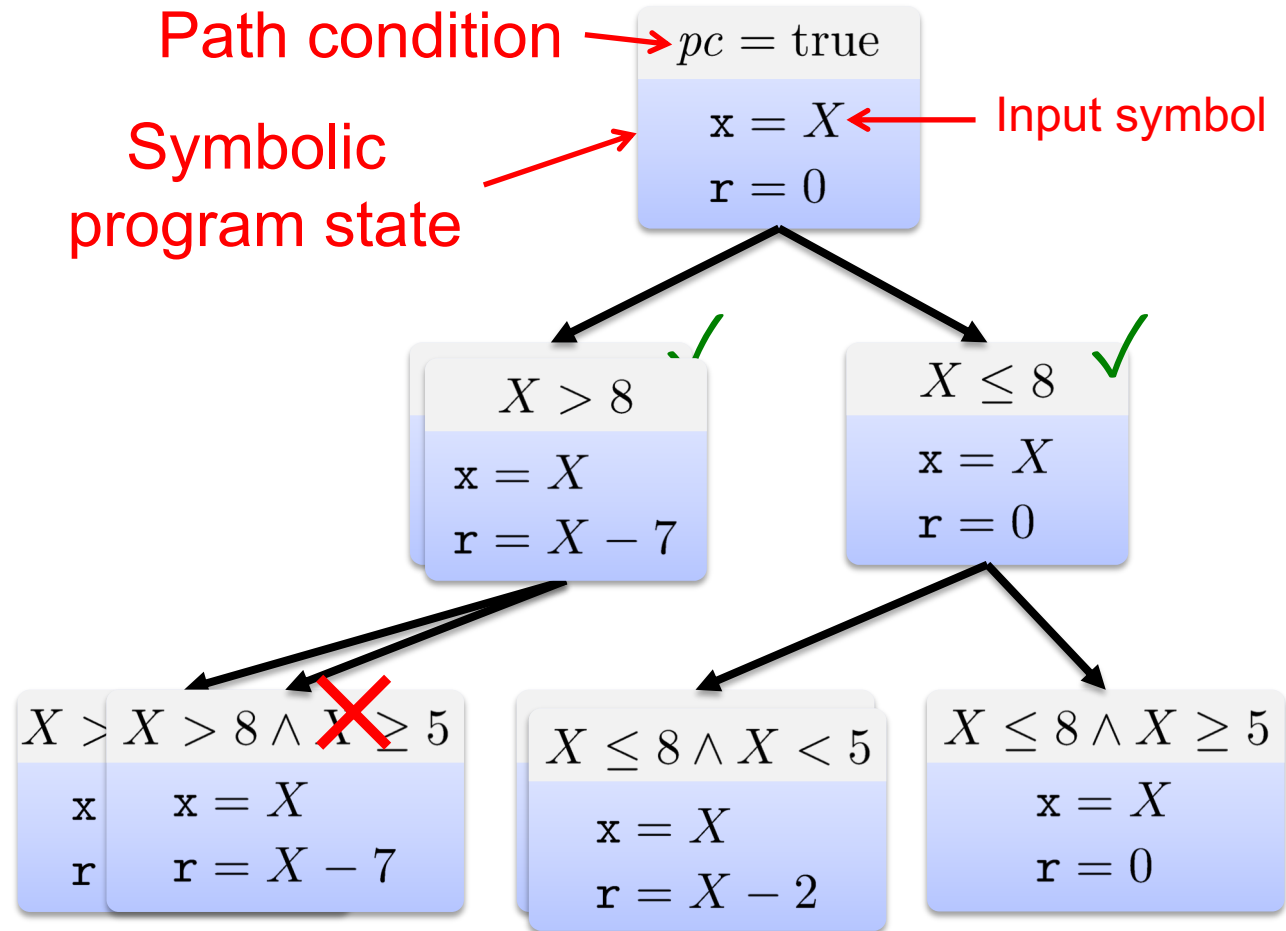 Path condition
pc = true
Symbolic
program state
x = X
Input symbol
r = 0
X > 8
x = X
r = X − 7
X ≤ 8
x = X
r = 0
X >
x
r
X > 8 ∧ X ≥ 5
x = X
r = X − 7
X ≤ 8 ∧ X < 5
x = X
r = X − 2
X ≤ 8 ∧ X ≥ 5
x = X
r = 0